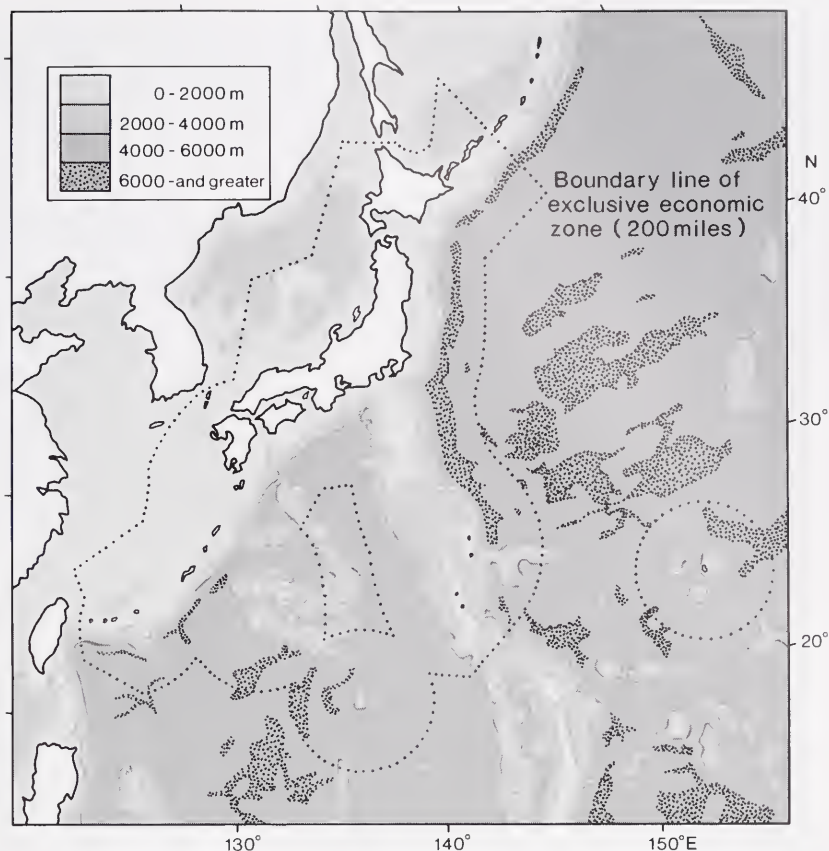 0-2000 m
2000-4000 m
4000-6000 m
6000-and greater
Boundary line of
exclusive economic
zone (200 miles)
N
40°
30°
20°
130°
140°
150°E